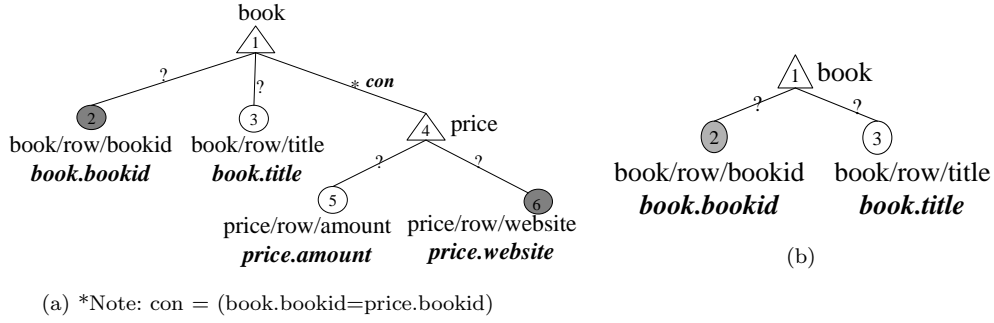 book
1
? ? * con
2 3 4 price
book/row/bookid book/row/title
book.bookid book.title
? ?
5 6
price/row/amount price/row/website
price.amount price.website
(a) *Note: con = (book.bookid=price.bookid)
1 book
? ?
2 3
book/row/bookid book/row/title
book.bookid book.title
(b)